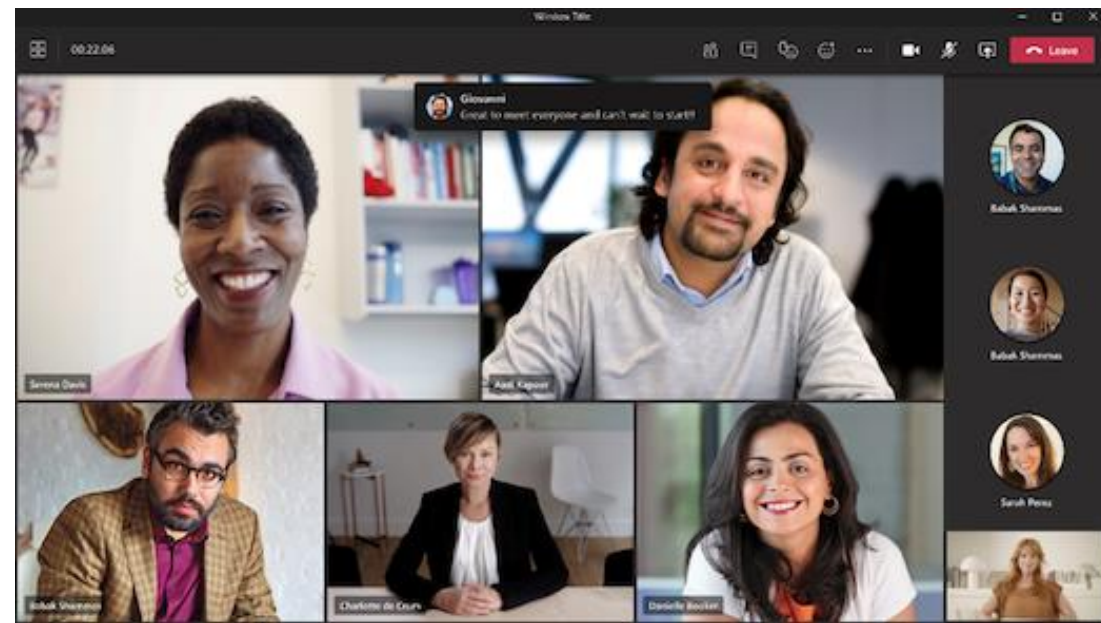 Window Title
00:22:06
Leave
Giovanni
Great to meet everyone and can't wait to start!!
Babak Shammas
Serena Davis
Kapoor
Babak Shammas
Sarah Perez
Babak Shammas
Charlotte de Crum
Danielle Booker